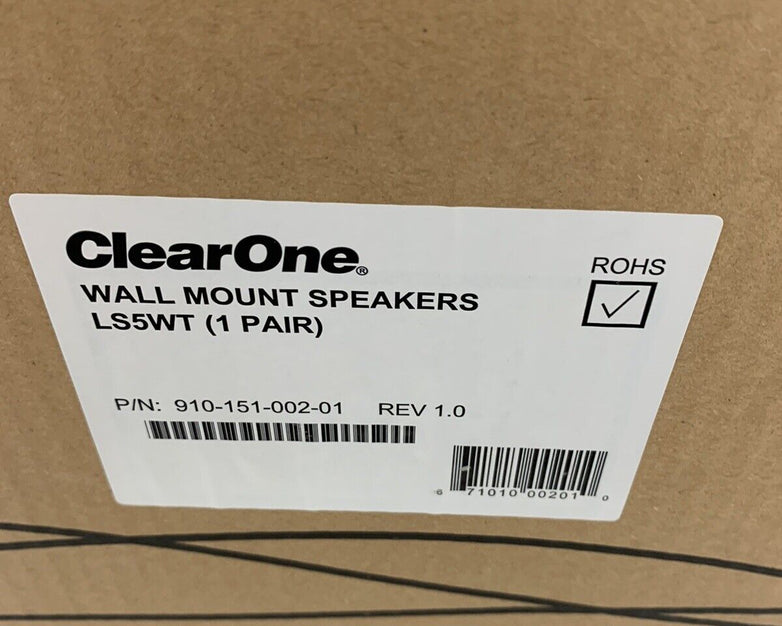 ClearOne®
WALL MOUNT SPEAKERS
LS5WT (1 PAIR)
ROHS
P/N: 910-151-002-01 REV 1.0
6 71010 00201 0